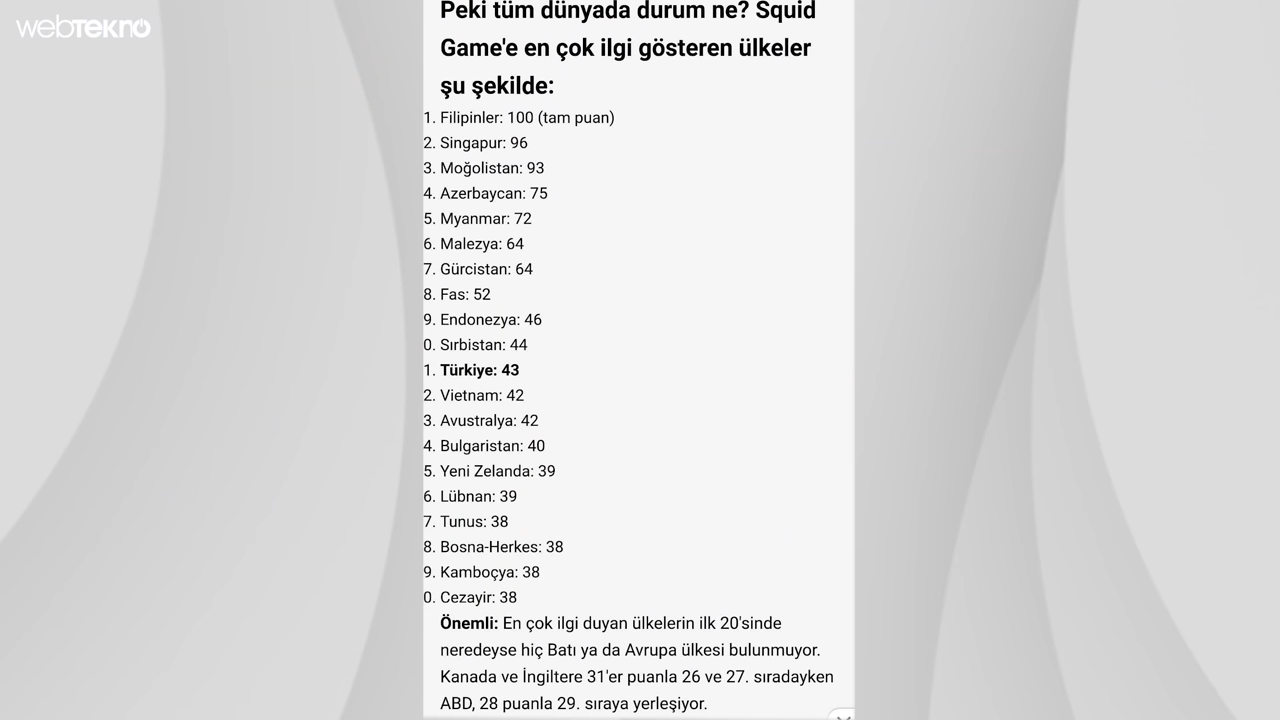 webtekno
Peki tüm dünyada durum ne? Squid
Game'e en çok ilgi gösteren ülkeler
şu şekilde:
1. Filipinler: 100 (tam puan)
2. Singapur: 96
3. Moğolistan: 93
4. Azerbaycan: 75
5. Myanmar: 72
6. Malezya: 64
7. Gürcistan: 64
8. Fas: 52
9. Endonezya: 46
0. Sırbistan: 44
1. Türkiye: 43
2. Vietnam: 42
3. Avustralya: 42
4. Bulgaristan: 40
5. Yeni Zelanda: 39
6. Lübnan: 39
7. Tunus: 38
8. Bosna-Herkes: 38
9. Kamboçya: 38
0. Cezayir: 38
Önemli: En çok ilgi duyan ülkelerin ilk 20'sinde
neredeyse hiç Batı ya da Avrupa ülkesi bulunmuyor.
Kanada ve İngiltere 31'er puanla 26 ve 27. sıradayken
ABD, 28 puanla 29. sıraya yerleşiyor.